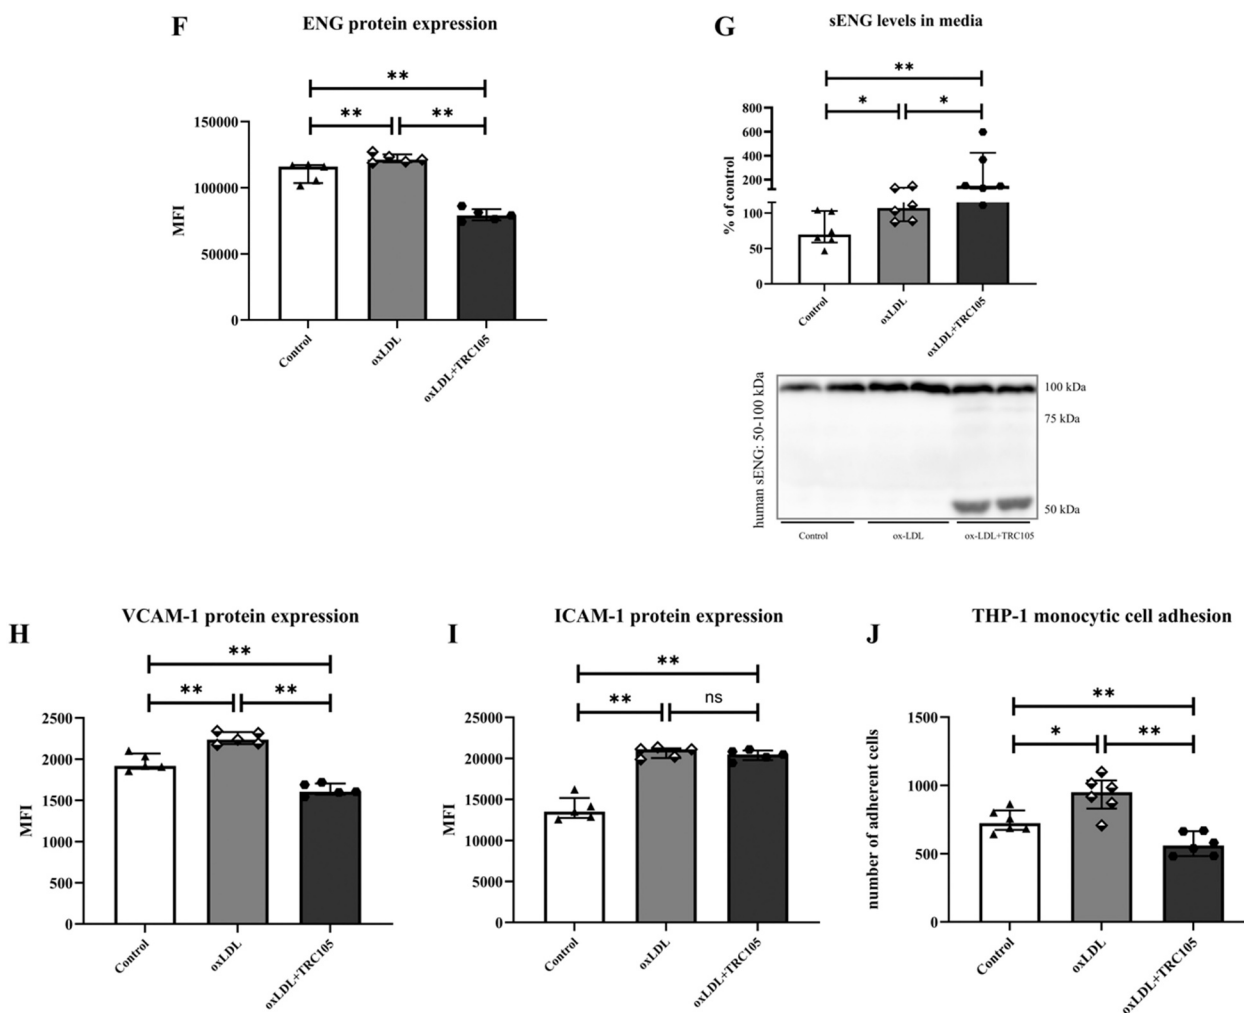 F
ENG protein expression
**
**
**
150000
100000
50000
0
MFI
Control
oxLDL
oxLDL+TRC105
G
sENG levels in media
**
*
*
800
600
400
200
100
50
0
% of control
Control
oxLDL
oxLDL+TRC105
human sENG: 50-100 kDa
100 kDa
75 kDa
50 kDa
Control
ox-LDL
ox-LDL+TRC105
H
VCAM-1 protein expression
**
**
**
2500
2000
1500
1000
500
0
MFI
Control
oxLDL
oxLDL+TRC105
I
ICAM-1 protein expression
**
**
ns
25000
20000
15000
10000
5000
0
MFI
Control
oxLDL
oxLDL+TRC105
J
THP-1 monocytic cell adhesion
**
*
**
1500
1000
500
0
number of adherent cells
Control
oxLDL
oxLDL+TRC105